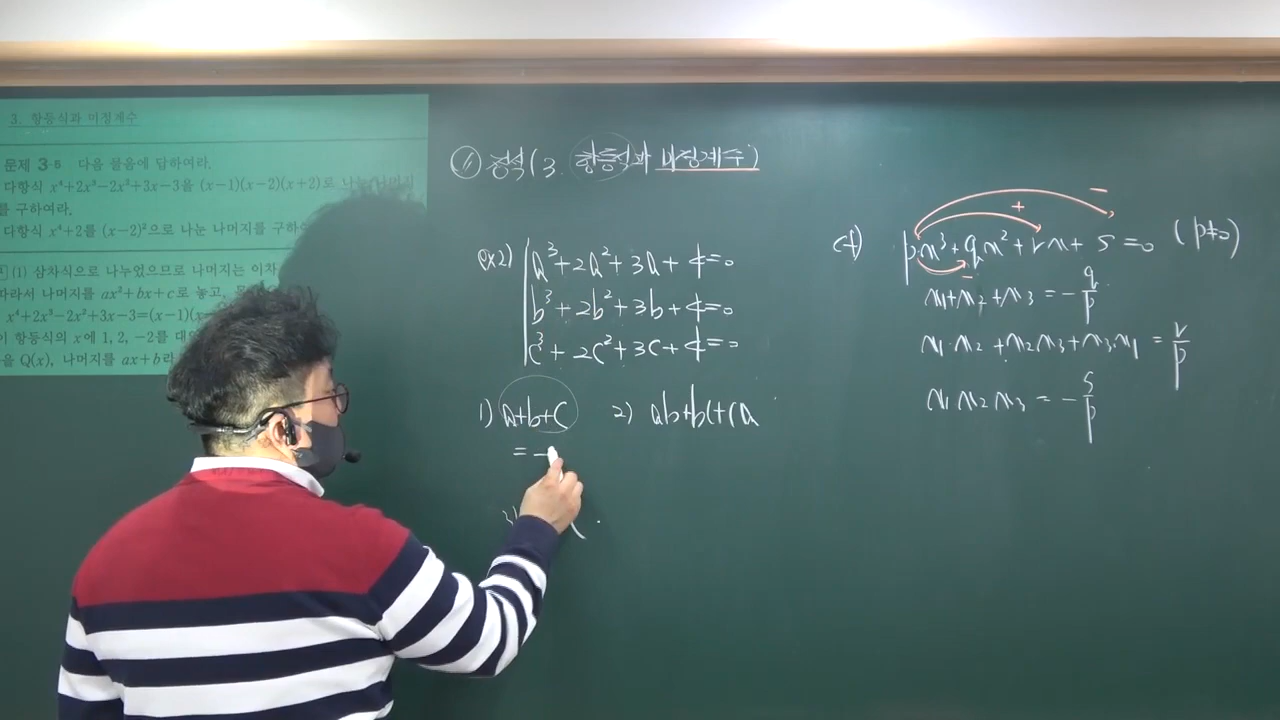 3. 항등식과 미정계수
문제 3-8 다음 물음에 답하여라.
다항식 x⁴+2x³−2x²+3x−3을 (x−1)(x−2)(x+2)로 나눈 나머지
를 구하여라.
다항식 x⁴+2를 (x−2)²으로 나눈 나머지를 구하
(1) 삼차식으로 나누었으므로 나머지는 이차
따라서 나머지를 ax²+bx+c로 놓고,
x⁴+2x³−2x²+3x−3=(x−1)(x
이 항등식의 x에 1, 2, −2를 대
을 Q(x), 나머지를 ax+b라
정석(3. 항등식과 미정계수)
ex2) a³+2a²+3a+4=0
b³+2b²+3b+4=0
c³+2c²+3c+4=0
1) a+b+c 2) ab+bc+ca
= −
3)
cf) px³+qx²+rx+s=0 (p≠0)
− + −
x₁+x₂+x₃ = −q/p
x₁·x₂+x₂x₃+x₃x₁ = r/p
x₁x₂x₃ = −s/p